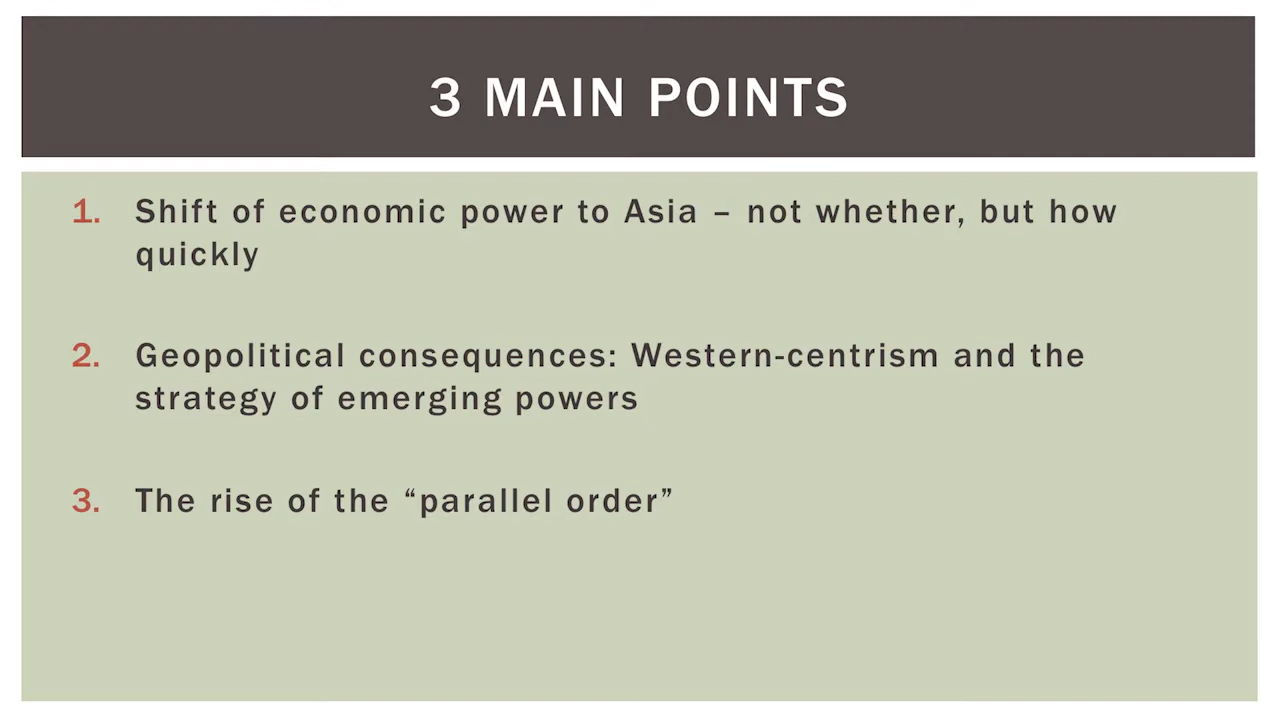 3 MAIN POINTS
1. Shift of economic power to Asia – not whether, but how
quickly
2. Geopolitical consequences: Western-centrism and the
strategy of emerging powers
3. The rise of the “parallel order”